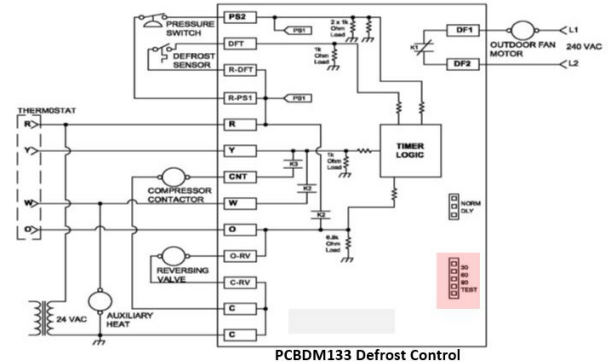 PRESSURE
SWITCH
DEFROST
SENSOR
THERMOSTAT
R
Y
W
O
COMPRESSOR
CONTACTOR
REVERSING
VALVE
24 VAC
AUXILIARY
HEAT
PS2
DFT
R-DFT
R-PS1
R
Y
CNT
W
O
O-RV
C-RV
C
C
PS1
PS1
2 x 1k
Ohm
Load
1k
Ohm
Load
1k
Ohm
Load
K3
K2
K2
6.8k
Ohm
Load
K1
DF1
DF2
OUTDOOR FAN
MOTOR
L1
240 VAC
L2
TIMER
LOGIC
NORM
DLY
30
60
90
TEST
PCBDM133 Defrost Control